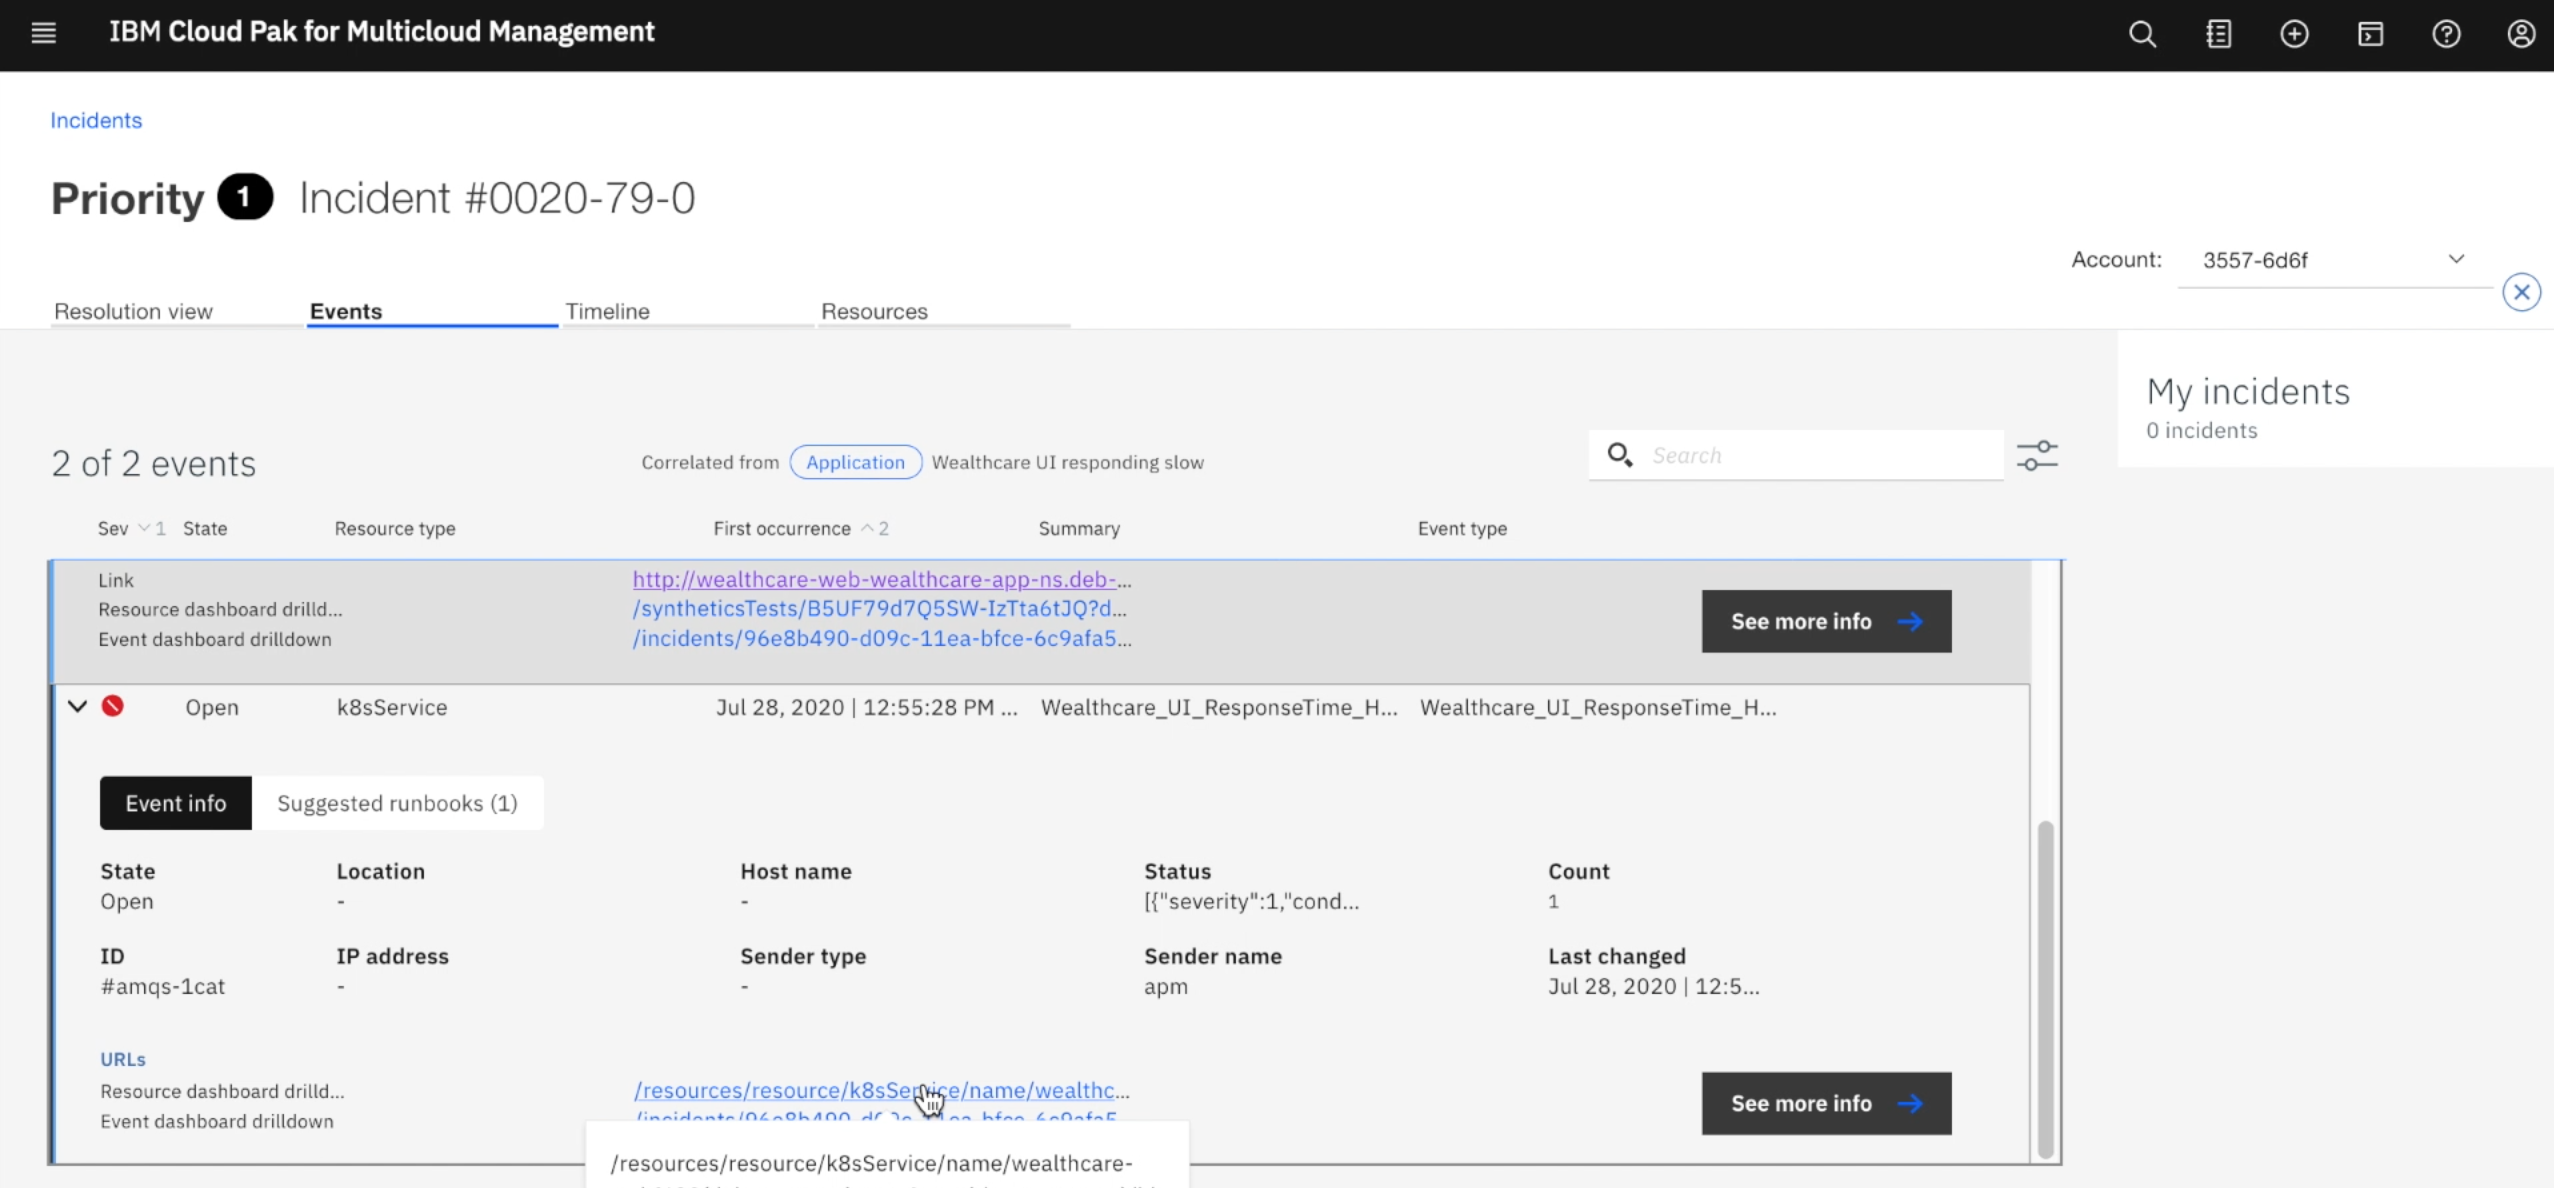 IBM Cloud Pak for Multicloud Management
Incidents
Priority 1 Incident #0020-79-0
Account: 3557-6d6f
Resolution view Events Timeline Resources
My incidents
0 incidents
2 of 2 events Correlated from Application Wealthcare UI responding slow Search
Sev 1 State Resource type First occurrence 2 Summary Event type
Link http://wealthcare-web-wealthcare-app-ns.deb-...
Resource dashboard drilld... /syntheticsTests/B5UF79d7Q5SW-IzTta6tJQ?d...
Event dashboard drilldown /incidents/96e8b490-d09c-11ea-bfce-6c9afa5...
See more info
Open k8sService Jul 28, 2020 | 12:55:28 PM ... Wealthcare_UI_ResponseTime_H... Wealthcare_UI_ResponseTime_H...
Event info Suggested runbooks (1)
State Location Host name Status Count
Open - - [{"severity":1,"cond... 1
ID IP address Sender type Sender name Last changed
#amqs-1cat - - apm Jul 28, 2020 | 12:5...
URLs
Resource dashboard drilld... /resources/resource/k8sService/name/wealthc...
Event dashboard drilldown
See more info
/resources/resource/k8sService/name/wealthcare-